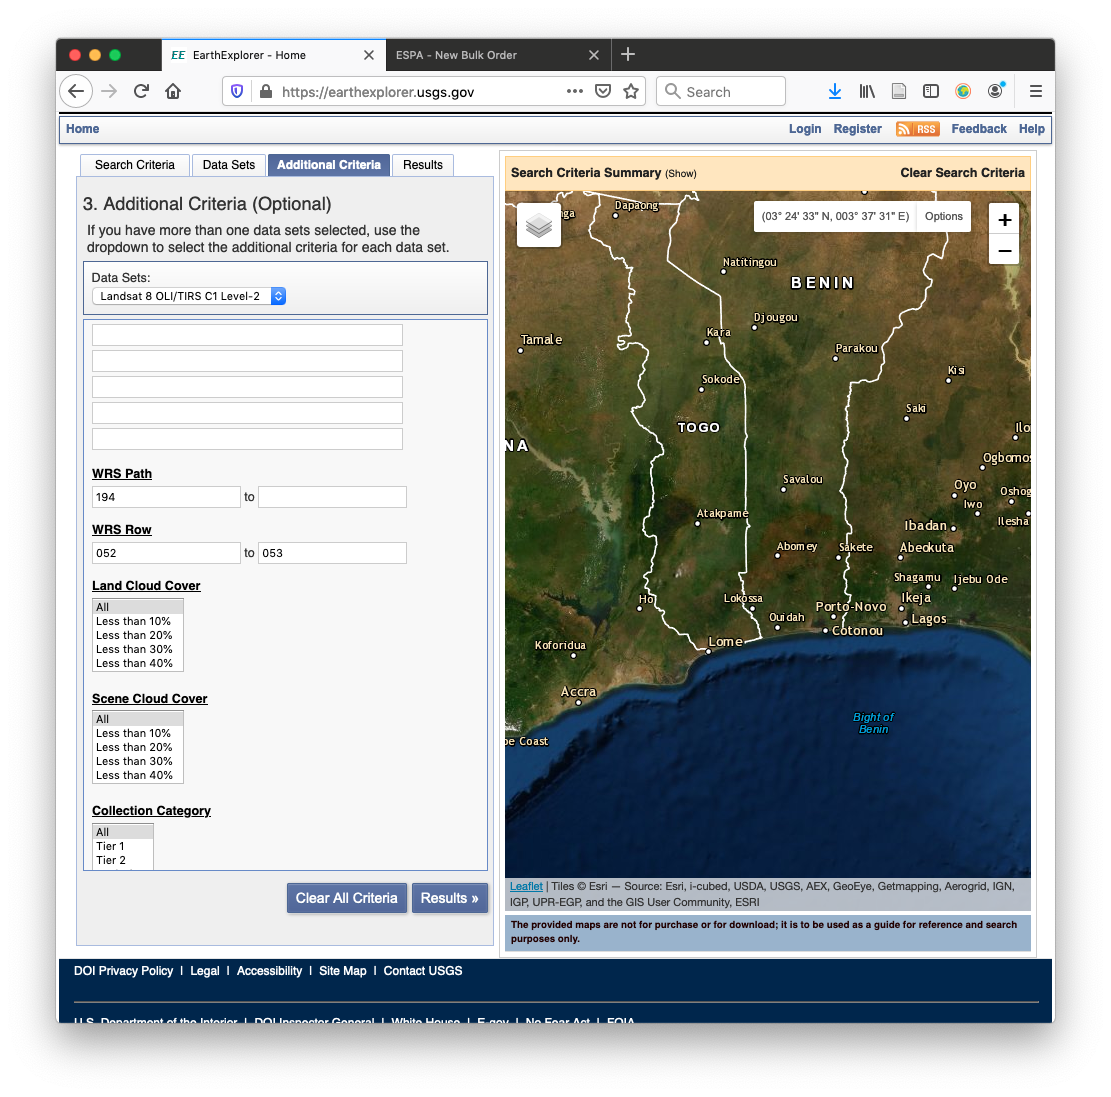 EE EarthExplorer - Home
ESPA - New Bulk Order
https://earthexplorer.usgs.gov
Search
Home
Login Register RSS Feedback Help
Search Criteria Data Sets Additional Criteria Results
3. Additional Criteria (Optional)
If you have more than one data sets selected, use the
dropdown to select the additional criteria for each data set.
Data Sets:
Landsat 8 OLI/TIRS C1 Level-2
WRS Path
194 to
WRS Row
052 to 053
Land Cloud Cover
All
Less than 10%
Less than 20%
Less than 30%
Less than 40%
Scene Cloud Cover
All
Less than 10%
Less than 20%
Less than 30%
Less than 40%
Collection Category
All
Tier 1
Tier 2
Clear All Criteria Results »
Search Criteria Summary (Show) Clear Search Criteria
(03° 24' 33" N, 003° 37' 31" E) Options
+
−
nga
Dapaong
Natitingou
BENIN
Djougou
Kara
Tamale
Parakou
Kisi
Sokode
Saki
TOGO
Ilo
NA
Ogbomos
Savalou
Oyo
Oshog
Iwo
Atakpame
Ilesha
Ibadan
Abomey
Sakete
Abeokuta
Shagamu
Ijebu Ode
Ho
Lokossa
Ikeja
Porto-Novo
Ouidah
Lagos
Cotonou
Koforidua
Lome
Accra
Bight of
Benin
pe Coast
Leaflet | Tiles © Esri — Source: Esri, i-cubed, USDA, USGS, AEX, GeoEye, Getmapping, Aerogrid, IGN,
IGP, UPR-EGP, and the GIS User Community, ESRI
The provided maps are not for purchase or for download; it is to be used as a guide for reference and search
purposes only.
DOI Privacy Policy | Legal | Accessibility | Site Map | Contact USGS
U.S. Department of the Interior | DOI Inspector General | White House | E-gov | No Fear Act | FOIA